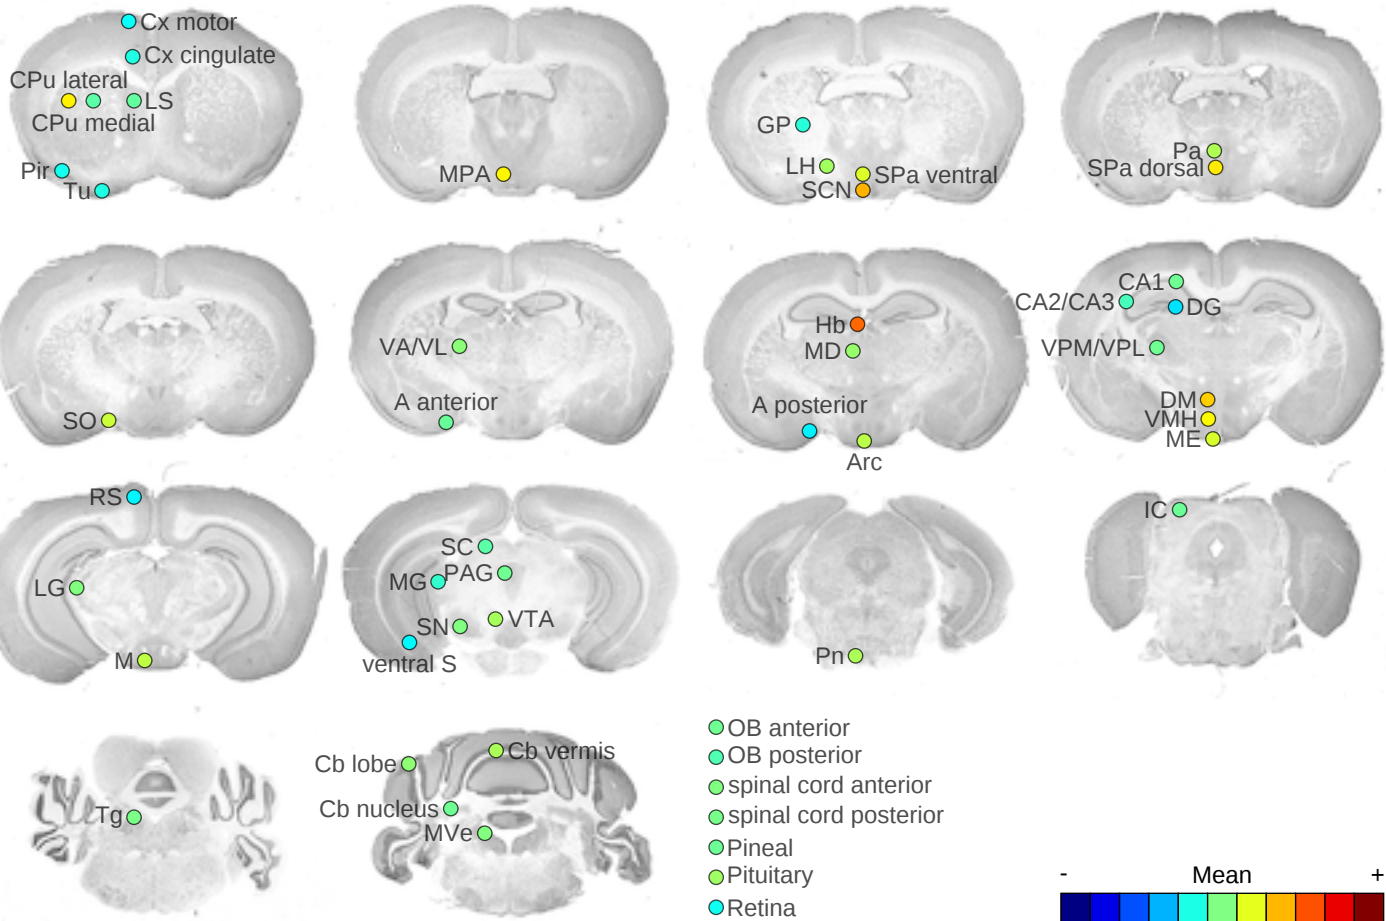 Cx motor
Cx cingulate
CPu lateral
LS
CPu medial
Pir
Tu
MPA
GP
LH
SPa ventral
SCN
Pa
SPa dorsal
SO
VA/VL
A anterior
Hb
MD
A posterior
Arc
CA1
CA2/CA3
DG
VPM/VPL
DM
VMH
ME
RS
LG
M
SC
PAG
MG
VTA
SN
ventral S
Pn
IC
Tg
Cb vermis
Cb lobe
Cb nucleus
MVe
OB anterior
OB posterior
spinal cord anterior
spinal cord posterior
Pineal
Pituitary
Retina
- Mean +